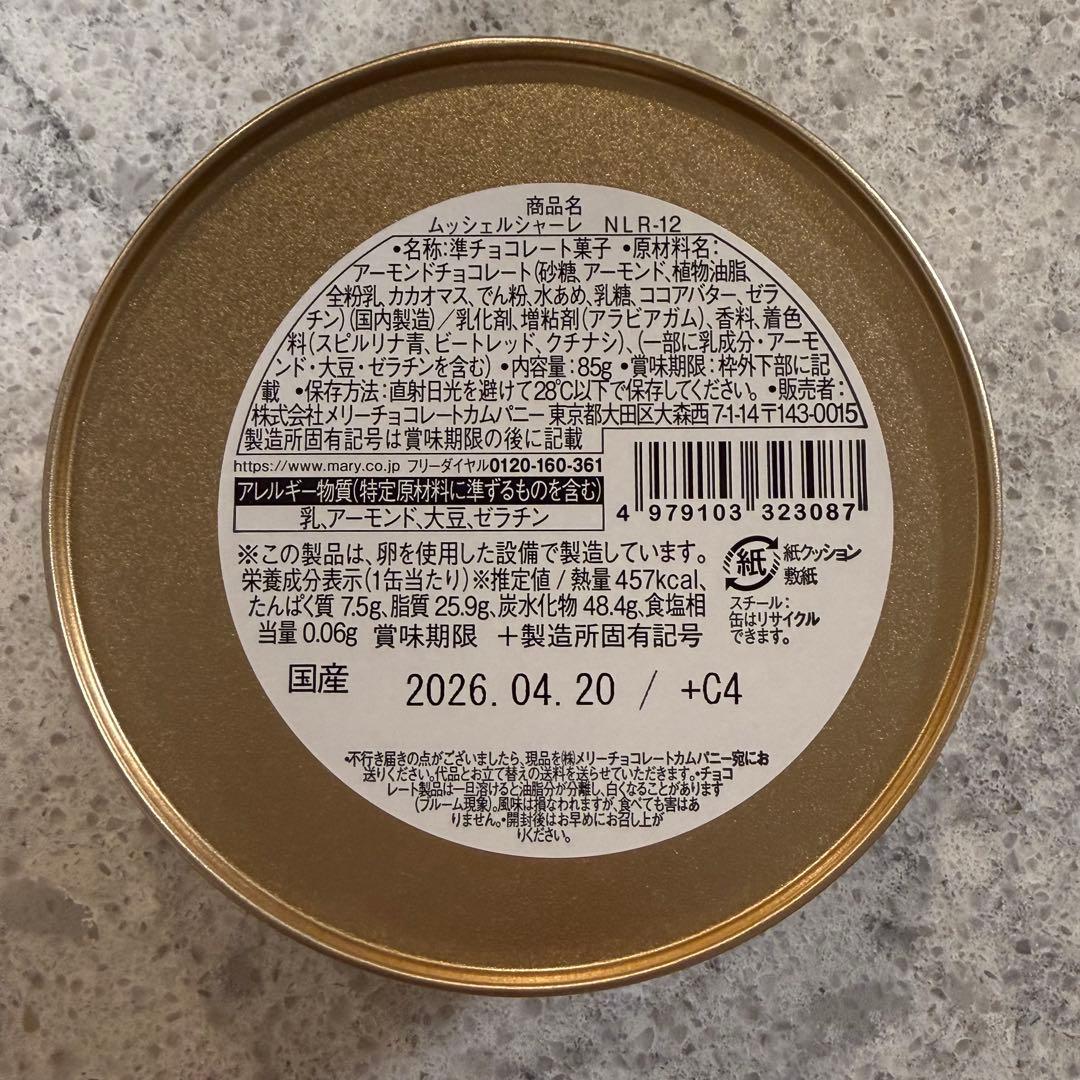 商品名
ムッシェルシャーレ NLR-12
•名称:準チョコレート菓子 •原材料名:
アーモンドチョコレート(砂糖、アーモンド、植物油脂、
全粉乳、カカオマス、でん粉、水あめ、乳糖、ココアバター、ゼラ
チン)(国内製造)/乳化剤、増粘剤(アラビアガム)、香料、着色
料(スピルリナ青、ビートレッド、クチナシ)、(一部に乳成分・アーモ
ンド・大豆・ゼラチンを含む) •内容量:85g •賞味期限:枠外下部に記
載 •保存方法:直射日光を避けて28℃以下で保存してください。 •販売者:
株式会社メリーチョコレートカムパニー 東京都大田区大森西7-1-14〒143-0015
製造所固有記号は賞味期限の後に記載
https://www.mary.co.jp フリーダイヤル0120-160-361
アレルギー物質(特定原材料に準ずるものを含む)
乳、アーモンド、大豆、ゼラチン
4 979103 323087
※この製品は、卵を使用した設備で製造しています。
栄養成分表示(1缶当たり)※推定値 / 熱量 457kcal、
たんぱく質 7.5g、脂質 25.9g、炭水化物 48.4g、食塩相
当量 0.06g 賞味期限 +製造所固有記号
紙 紙クッション
敷紙
スチール:
缶はリサイクル
できます。
国産 2026.04.20 / +C4
•不行き届きの点がございましたら、現品を㈱メリーチョコレートカムパニー宛にお
送りください。代品とお立て替えの送料を送らせていただきます。•チョコ
レート製品は一旦溶けると油脂分が分離し、白くなることがあります
(ブルーム現象)。風味は損なわれますが、食べても害はあ
りません。•開封後はお早めにお召し上が
りください。